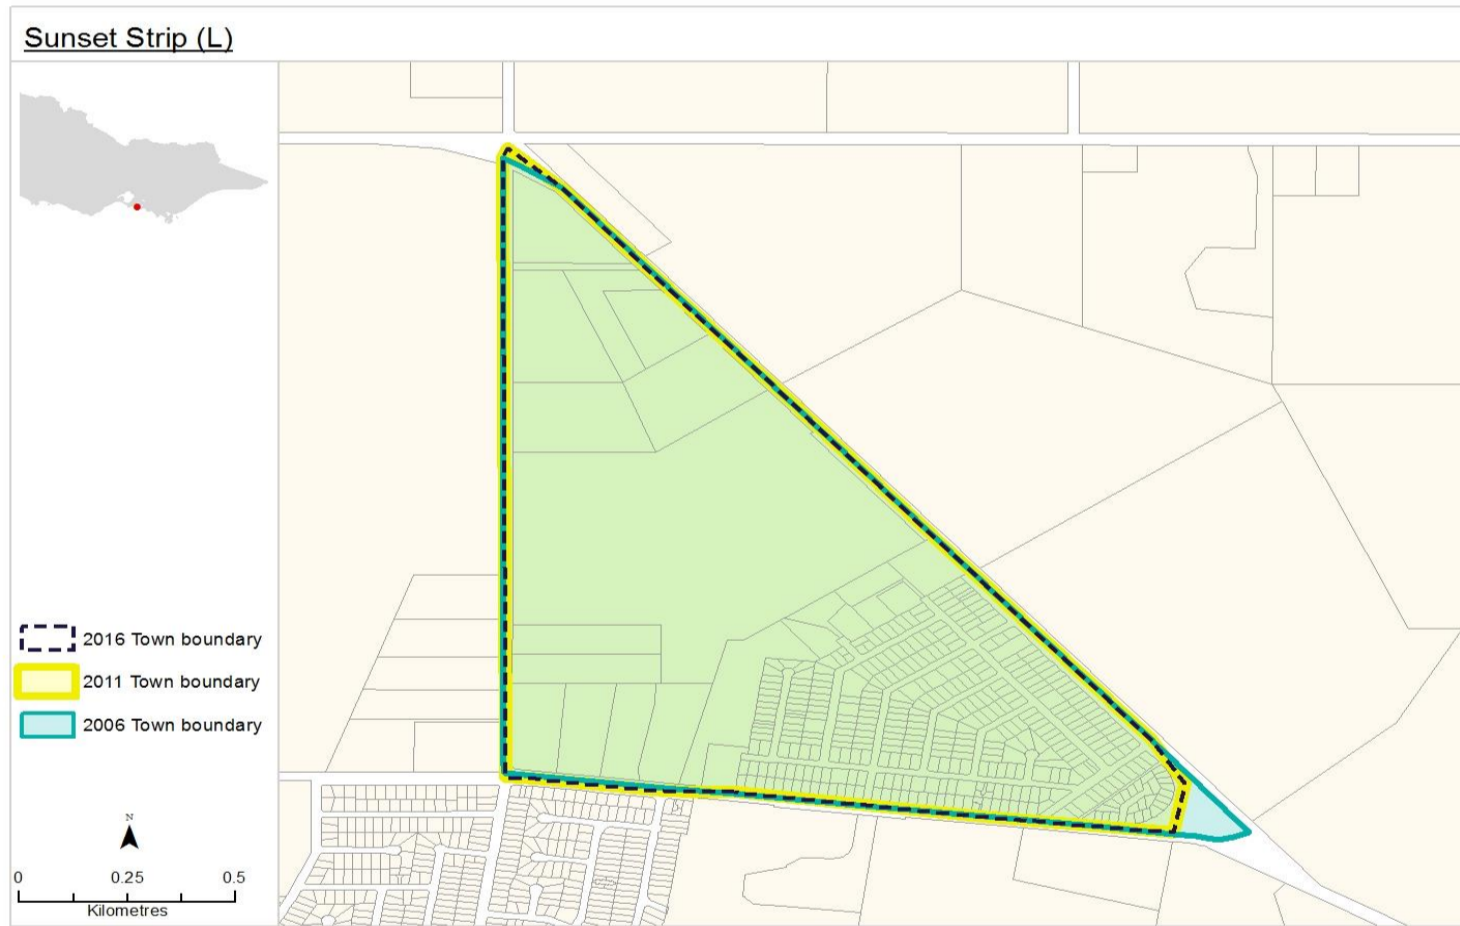 Sunset Strip (L)
2016 Town boundary
2011 Town boundary
2006 Town boundary
N
0 0.25 0.5
Kilometres